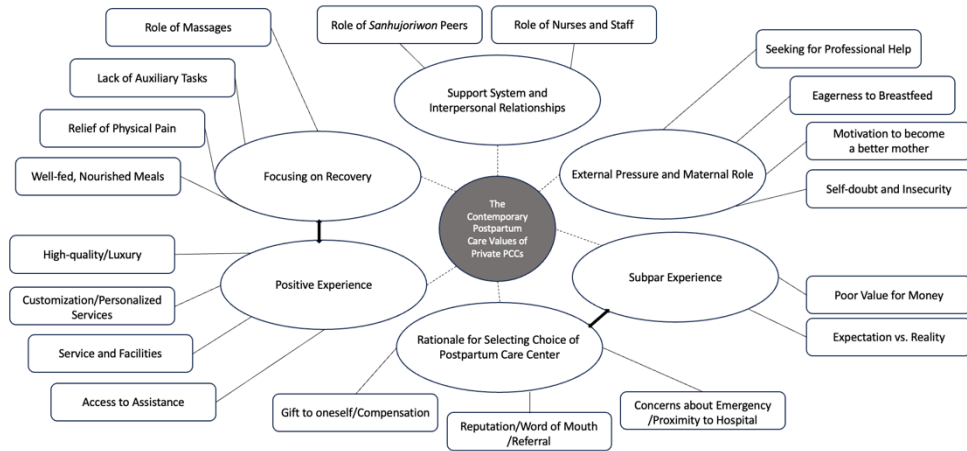 Role of Massages
Role of Sanhujoriwon Peers
Role of Nurses and Staff
Seeking for Professional Help
Lack of Auxiliary Tasks
Support System and
Interpersonal Relationships
Eagerness to Breastfeed
Relief of Physical Pain
Motivation to become
a better mother
Well-fed, Nourished Meals
Focusing on Recovery
External Pressure and Maternal Role
Self-doubt and Insecurity
The
Contemporary
Postpartum
Care Values of
Private PCCs
High-quality/Luxury
Positive Experience
Subpar Experience
Customization/Personalized
Services
Poor Value for Money
Service and Facilities
Rationale for Selecting Choice of
Postpartum Care Center
Expectation vs. Reality
Access to Assistance
Gift to oneself/Compensation
Reputation/Word of Mouth
/Referral
Concerns about Emergency
/Proximity to Hospital